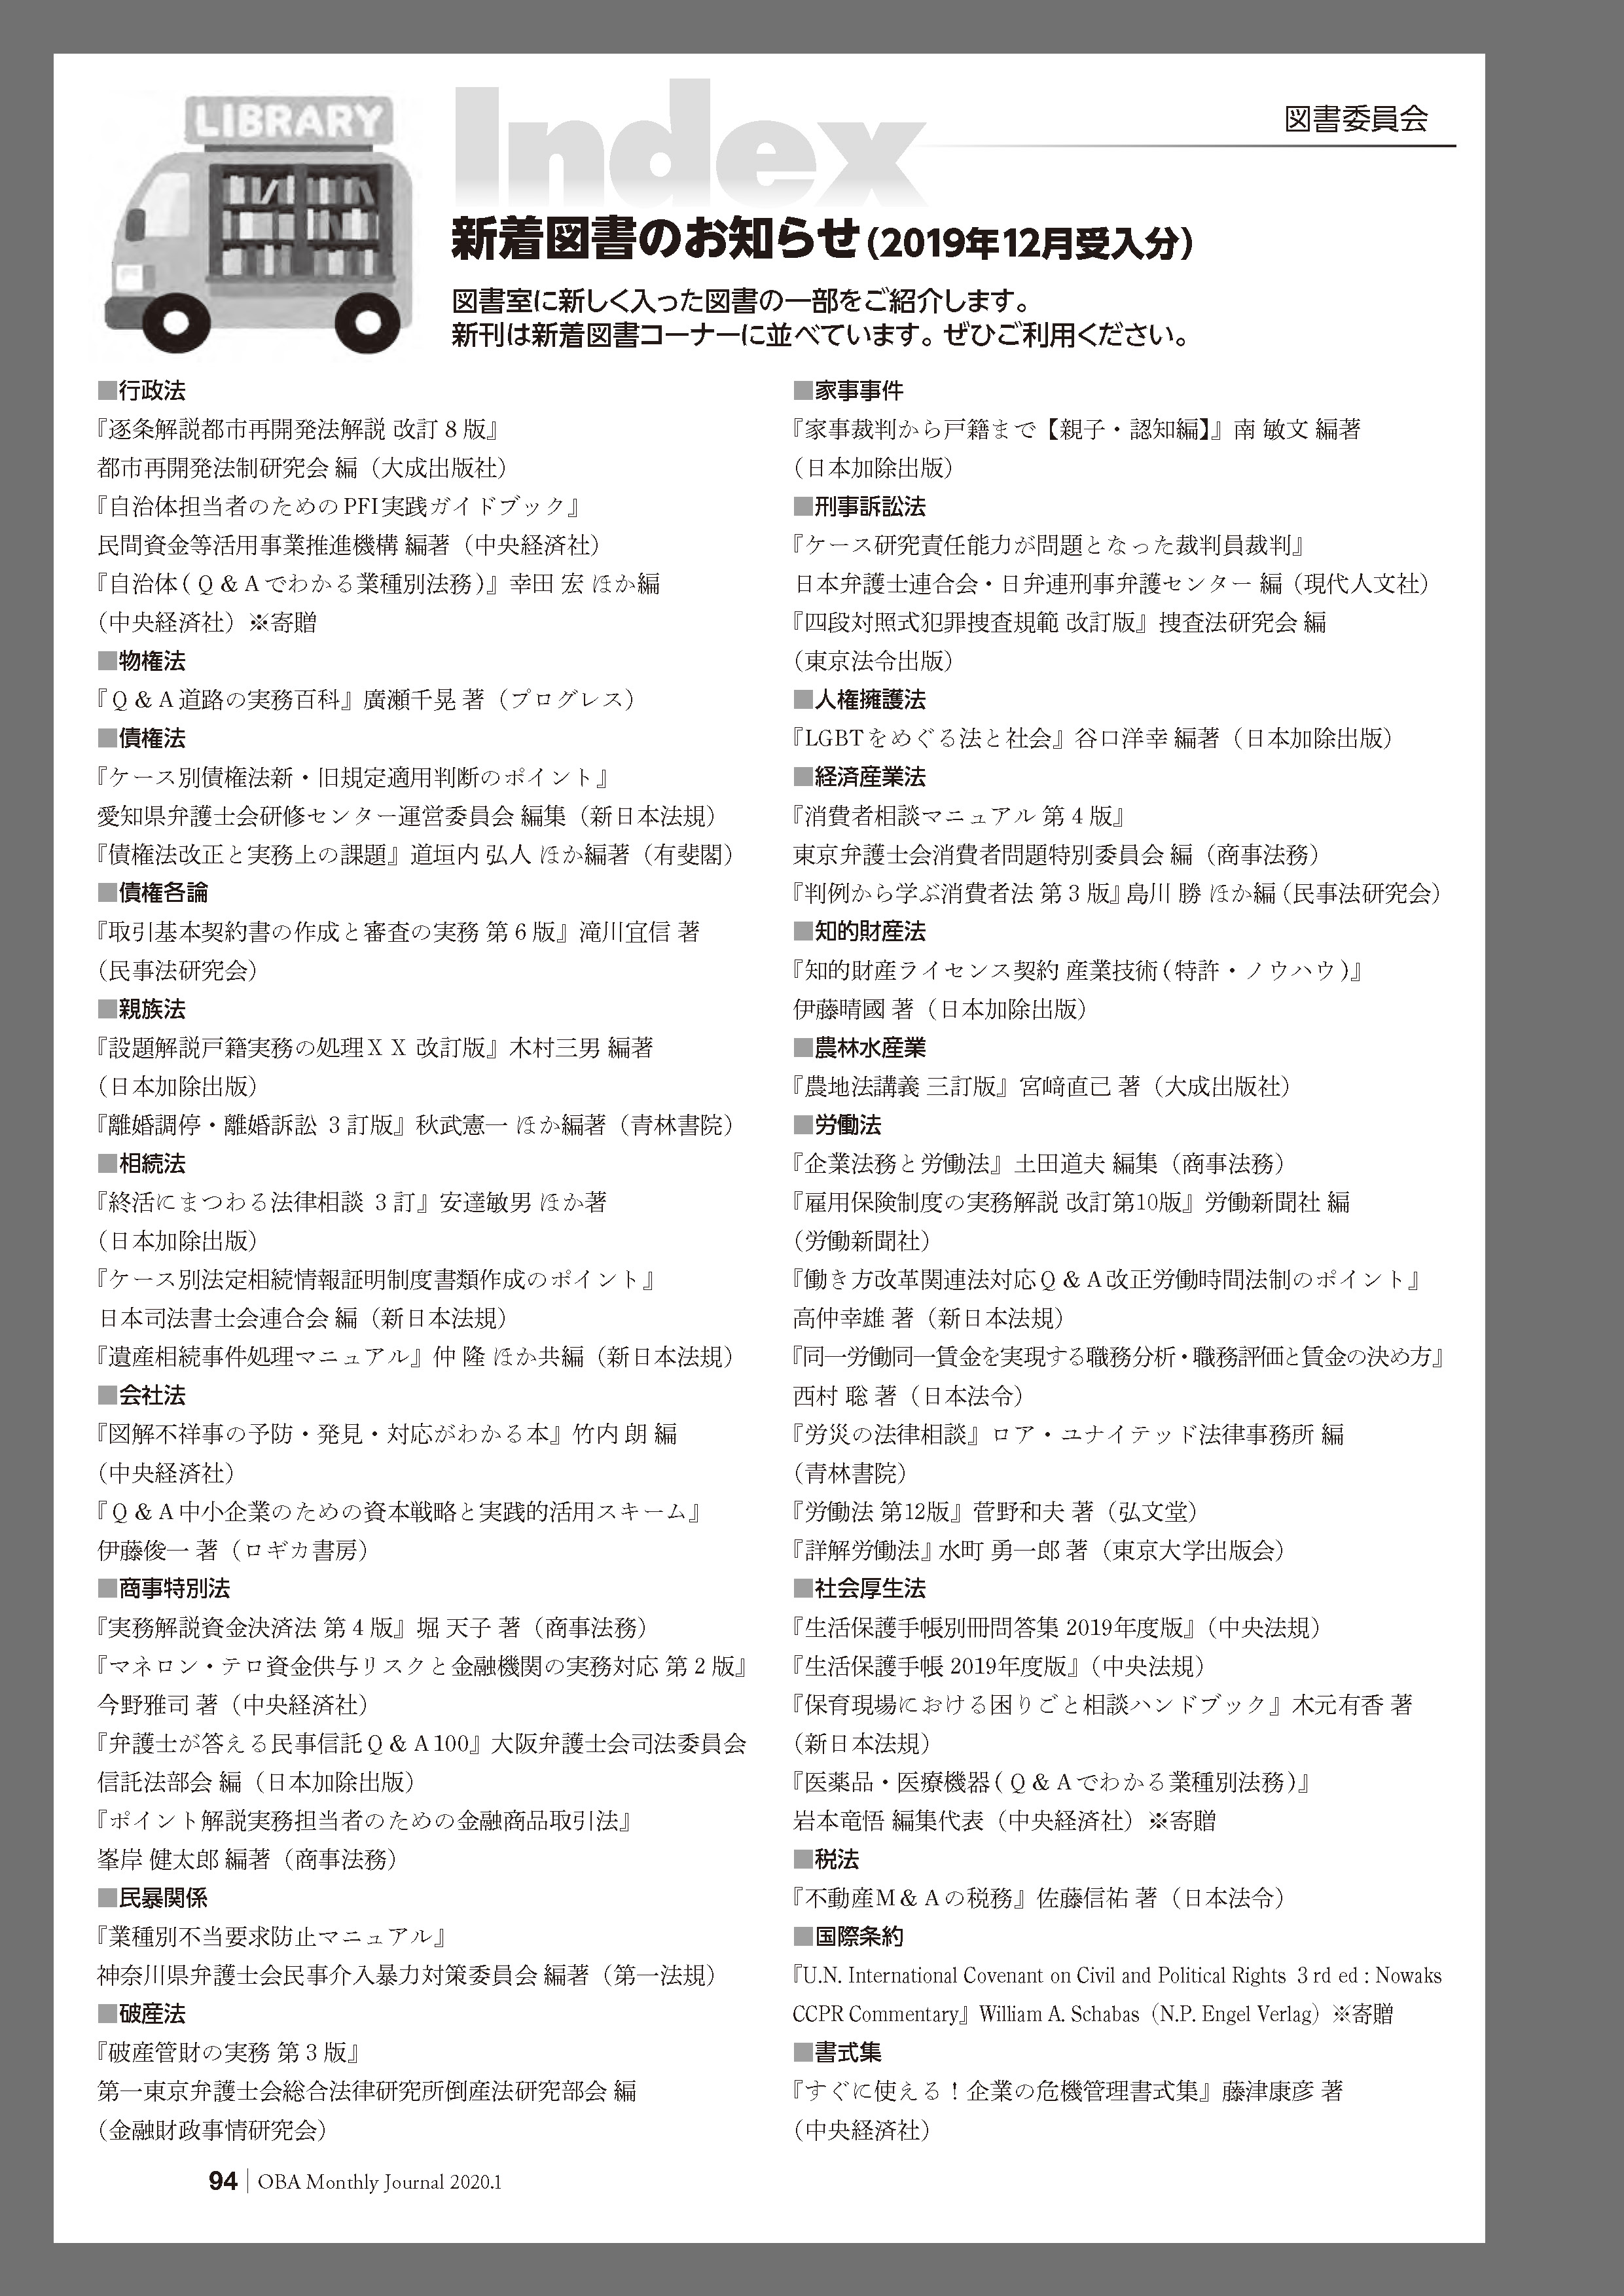 LIBRARY
Index
図書委員会
新着図書のお知らせ(2019年12月受入分)
図書室に新しく入った図書の一部をご紹介します。
新刊は新着図書コーナーに並べています。ぜひご利用ください。
■行政法
『逐条解説都市再開発法解説 改訂8版』
都市再開発法制研究会 編（大成出版社）
『自治体担当者のためのPFI実践ガイドブック』
民間資金等活用事業推進機構 編著（中央経済社）
『自治体(Q&Aでわかる業種別法務)』幸田 宏 ほか編
（中央経済社）※寄贈
■物権法
『Q&A道路の実務百科』廣瀬千晃 著（プログレス）
■債権法
『ケース別債権法新・旧規定適用判断のポイント』
愛知県弁護士会研修センター運営委員会 編集（新日本法規）
『債権法改正と実務上の課題』道垣内 弘人 ほか編著（有斐閣）
■債権各論
『取引基本契約書の作成と審査の実務 第6版』滝川宜信 著
（民事法研究会）
■親族法
『設題解説戸籍実務の処理ⅩⅩ 改訂版』木村三男 編著
（日本加除出版）
『離婚調停・離婚訴訟 3訂版』秋武憲一 ほか編著（青林書院）
■相続法
『終活にまつわる法律相談 3訂』安達敏男 ほか著
（日本加除出版）
『ケース別法定相続情報証明制度書類作成のポイント』
日本司法書士会連合会 編（新日本法規）
『遺産相続事件処理マニュアル』仲 隆 ほか共編（新日本法規）
■会社法
『図解不祥事の予防・発見・対応がわかる本』竹内 朗 編
（中央経済社）
『Q&A中小企業のための資本戦略と実践的活用スキーム』
伊藤俊一 著（ロギカ書房）
■商事特別法
『実務解説資金決済法 第4版』堀 天子 著（商事法務）
『マネロン・テロ資金供与リスクと金融機関の実務対応 第2版』
今野雅司 著（中央経済社）
『弁護士が答える民事信託Q&A100』大阪弁護士会司法委員会
信託法部会 編（日本加除出版）
『ポイント解説実務担当者のための金融商品取引法』
峯岸 健太郎 編著（商事法務）
■民暴関係
『業種別不当要求防止マニュアル』
神奈川県弁護士会民事介入暴力対策委員会 編著（第一法規）
■破産法
『破産管財の実務 第3版』
第一東京弁護士会総合法律研究所倒産法研究部会 編
（金融財政事情研究会）
■家事事件
『家事裁判から戸籍まで【親子・認知編】』南 敏文 編著
（日本加除出版）
■刑事訴訟法
『ケース研究責任能力が問題となった裁判員裁判』
日本弁護士連合会・日弁連刑事弁護センター 編（現代人文社）
『四段対照式犯罪捜査規範 改訂版』捜査法研究会 編
（東京法令出版）
■人権擁護法
『LGBTをめぐる法と社会』谷口洋幸 編著（日本加除出版）
■経済産業法
『消費者相談マニュアル 第4版』
東京弁護士会消費者問題特別委員会 編（商事法務）
『判例から学ぶ消費者法 第3版』島川 勝 ほか編（民事法研究会）
■知的財産法
『知的財産ライセンス契約 産業技術(特許・ノウハウ)』
伊藤晴國 著（日本加除出版）
■農林水産業
『農地法講義 三訂版』宮﨑直己 著（大成出版社）
■労働法
『企業法務と労働法』土田道夫 編集（商事法務）
『雇用保険制度の実務解説 改訂第10版』労働新聞社 編
（労働新聞社）
『働き方改革関連法対応Q&A改正労働時間法制のポイント』
高仲幸雄 著（新日本法規）
『同一労働同一賃金を実現する職務分析・職務評価と賃金の決め方』
西村 聡 著（日本法令）
『労災の法律相談』ロア・ユナイテッド法律事務所 編
（青林書院）
『労働法 第12版』菅野和夫 著（弘文堂）
『詳解労働法』水町 勇一郎 著（東京大学出版会）
■社会厚生法
『生活保護手帳別冊問答集 2019年度版』（中央法規）
『生活保護手帳 2019年度版』（中央法規）
『保育現場における困りごと相談ハンドブック』木元有香 著
（新日本法規）
『医薬品・医療機器(Q&Aでわかる業種別法務)』
岩本竜悟 編集代表（中央経済社）※寄贈
■税法
『不動産M&Aの税務』佐藤信祐 著（日本法令）
■国際条約
『U.N. International Covenant on Civil and Political Rights 3rd ed : Nowaks
CCPR Commentary』William A. Schabas（N.P. Engel Verlag）※寄贈
■書式集
『すぐに使える！企業の危機管理書式集』藤津康彦 著
（中央経済社）
94 | OBA Monthly Journal 2020.1